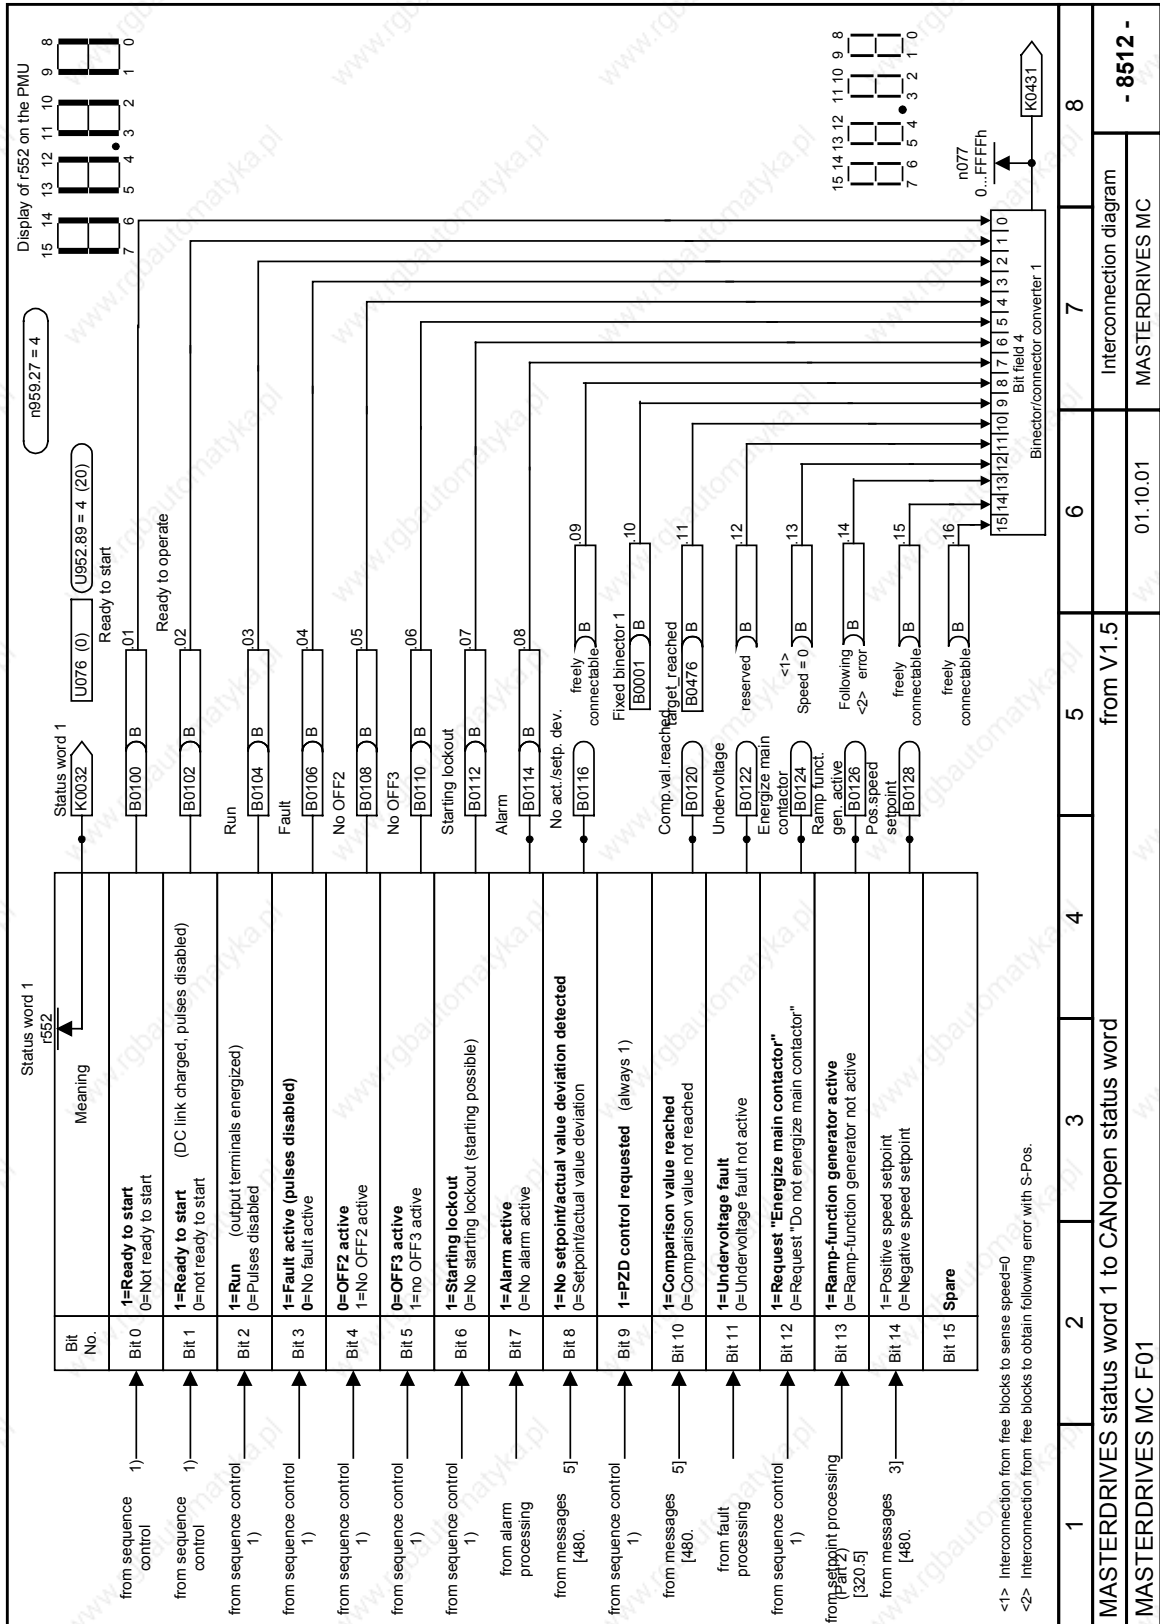 Status word 1
r552
Status word 1
K0032
U076 (0)
U952.89 = 4 (20)
n959.27 = 4
Display of r552 on the PMU
15 14 13 12 11 10 9 8
7 6 5 4 3 2 1 0
Bit No.
Meaning
from sequence control 1)
Bit 0
1=Ready to start
0=Not ready to start
B0100
B
.01
Ready to start
from sequence control 1)
Bit 1
1=Ready to start (DC link charged, pulses disabled)
0=not ready to start
B0102
B
.02
Ready to operate
from sequence control 1)
Bit 2
1=Run (output terminals energized)
0=Pulses disabled
Run
B0104
B
.03
from sequence control 1)
Bit 3
1=Fault active (pulses disabled)
0=No fault active
Fault
B0106
B
.04
from sequence control 1)
Bit 4
0=OFF2 active
1=No OFF2 active
No OFF2
B0108
B
.05
from sequence control 1)
Bit 5
0=OFF3 active
1=no OFF3 active
No OFF3
B0110
B
.06
from sequence control 1)
Bit 6
1=Starting lockout
0=No starting lockout (starting possible)
Starting lockout
B0112
B
.07
from alarm processing
Bit 7
1=Alarm active
0=No alarm active
Alarm
B0114
B
.08
from messages [480. 5]
Bit 8
1=No setpoint/actual value deviation detected
0=Setpoint/actual value deviation
No act./setp. dev.
B0116
freely connectable
B
.09
from sequence control 1)
Bit 9
1=PZD control requested (always 1)
Fixed binector 1
B0001
B
.10
from messages [480. 5]
Bit 10
1=Comparison value reached
0=Comparison value not reached
Comp.val.reached
B0120
target_reached
B0476
B
.11
from fault processing
Bit 11
1=Undervoltage fault
0=Undervoltage fault not active
Undervoltage
B0122
reserved
B
.12
from sequence control 1)
Bit 12
1=Request "Energize main contactor"
0=Request "Do not energize main contactor"
Energize main contactor
B0124
<1>
Speed = 0
B
.13
from setpoint processing (Part 2) [320.5]
Bit 13
1=Ramp-function generator active
0=Ramp-function generator not active
Ramp funct. gen. active
B0126
Following
<2> error
B
.14
from messages [480. 3]
Bit 14
1=Positive speed setpoint
0=Negative speed setpoint
Pos.speed setpoint
B0128
freely connectable
B
.15
Bit 15
Spare
freely connectable
B
.16
15 14 13 12 11 10 9 8 7 6 5 4 3 2 1 0
Bit field 4
Binector/connector converter 1
n077
0...FFFFh
K0431
15 14 13 12 11 10 9 8
7 6 5 4 3 2 1 0
<1> Interconnection from free blocks to sense speed=0
<2> Interconnection from free blocks to obtain following error with S-Pos.
1 2 3 4 5 6 7 8
MASTERDRIVES status word 1 to CANopen status word
from V1.5
Interconnection diagram
- 8512 -
MASTERDRIVES MC F01
01.10.01
MASTERDRIVES MC
www.rgbautomatyka.pl